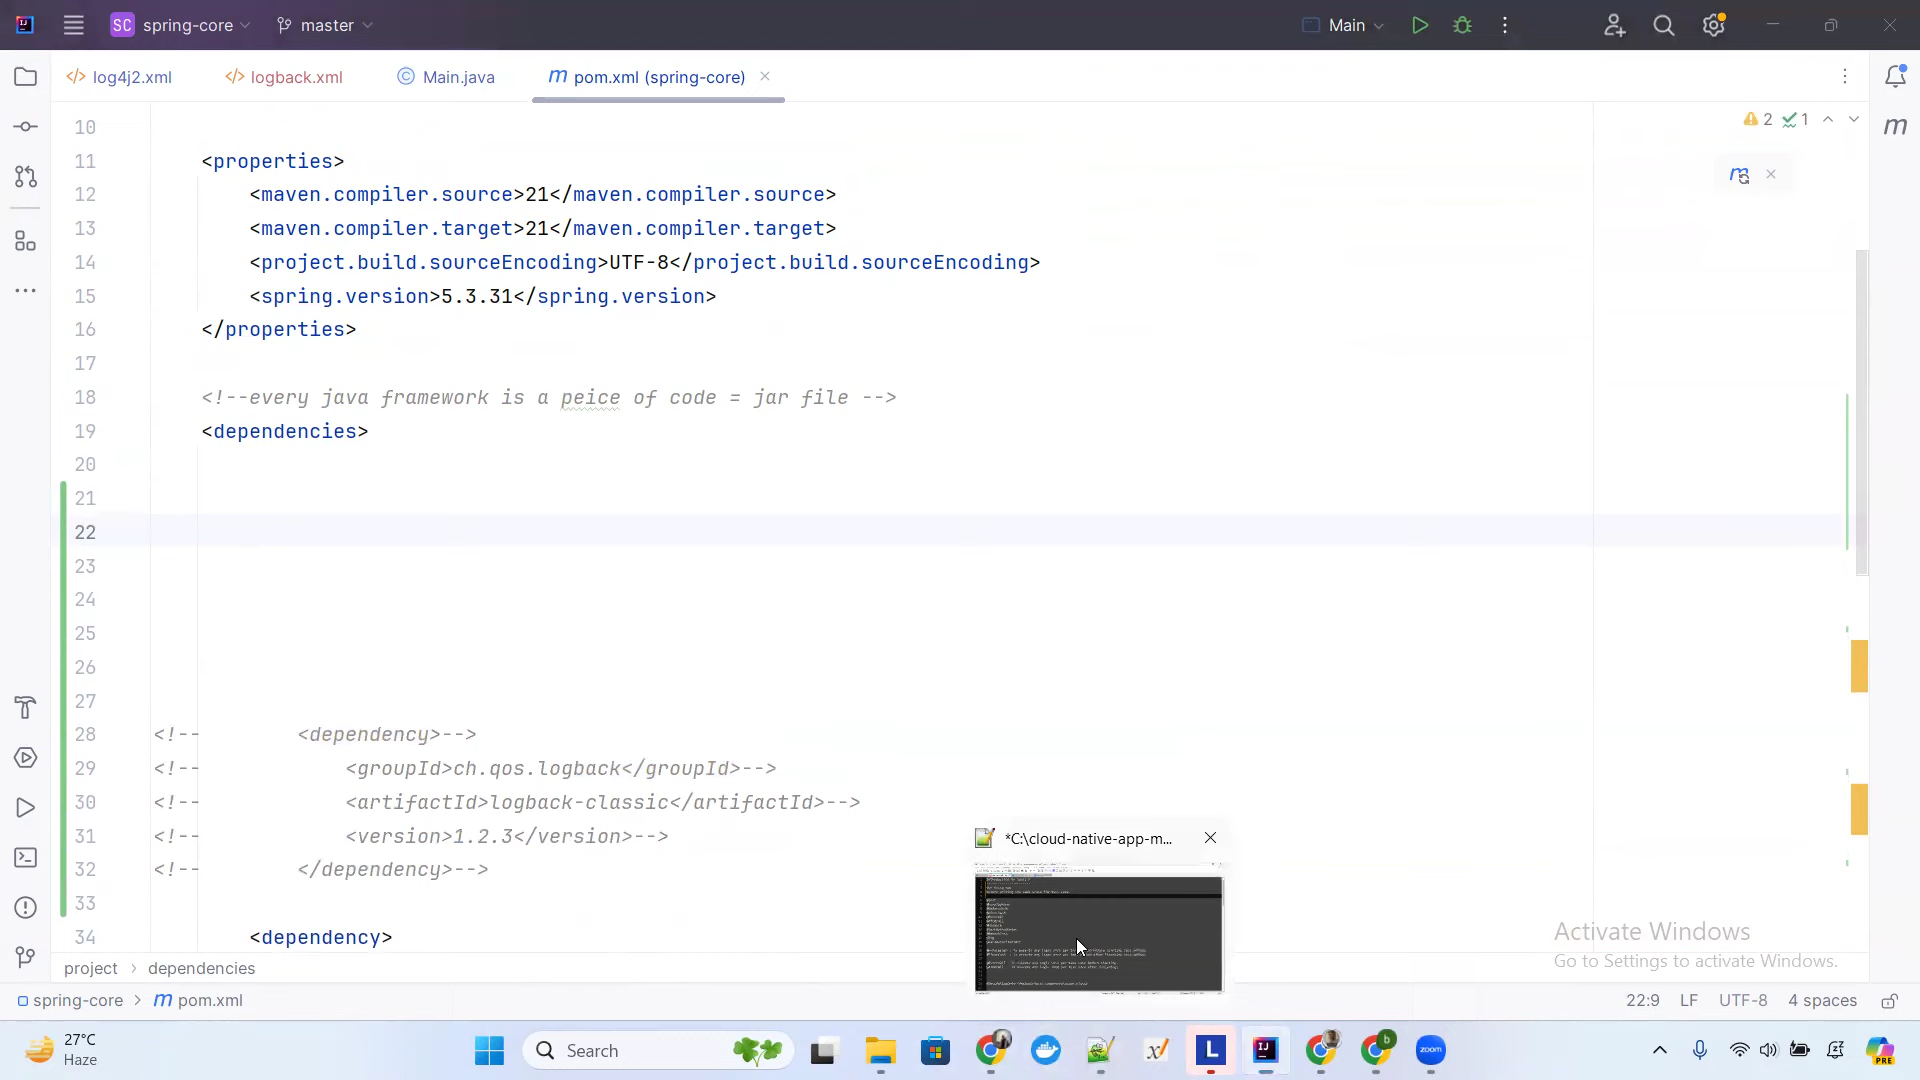 SC spring-core master Main
log4j2.xml logback.xml Main.java pom.xml (spring-core)
2 1
10
11 <properties>
12 <maven.compiler.source>21</maven.compiler.source>
13 <maven.compiler.target>21</maven.compiler.target>
14 <project.build.sourceEncoding>UTF-8</project.build.sourceEncoding>
15 <spring.version>5.3.31</spring.version>
16 </properties>
17
18 <!--every java framework is a peice of code = jar file -->
19 <dependencies>
20
21
22
23
24
25
26
27
28 <!-- <dependency>-->
29 <!-- <groupId>ch.qos.logback</groupId>-->
30 <!-- <artifactId>logback-classic</artifactId>-->
31 <!-- <version>1.2.3</version>-->
32 <!-- </dependency>-->
33
34 <dependency>
*C:\cloud-native-app-m...
Activate Windows
Go to Settings to activate Windows.
project > dependencies
spring-core > pom.xml 22:9 LF UTF-8 4 spaces
27°C
Haze
Search
zoom
PRE